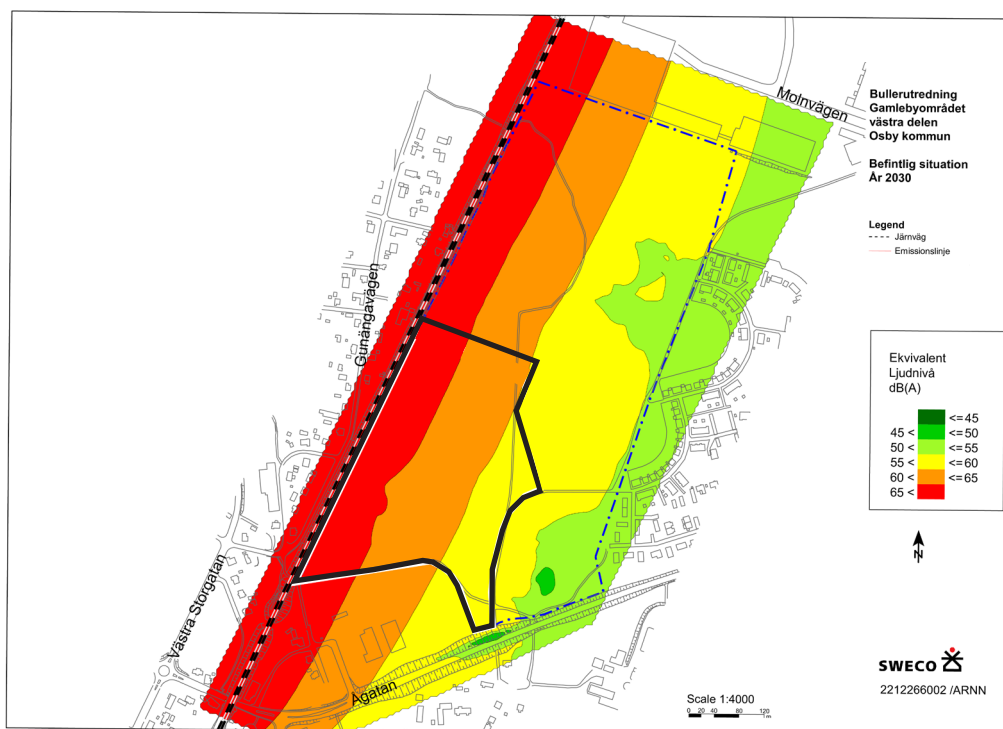 Molnvägen
Bullerutredning
Gamlebyområdet
västra delen
Osby kommun
Befintlig situation
År 2030
Legend
Järnväg
Emissionslinje
Gunängavägen
Ekvivalent
Ljudnivå
dB(A)
<=45
45 < <=50
50 < <=55
55 < <=60
60 < <=65
65 <
N
Västra Storgatan
Ågatan
SWECO
2212266002 /ARNN
Scale 1:4000
0 20 40 80 120
m